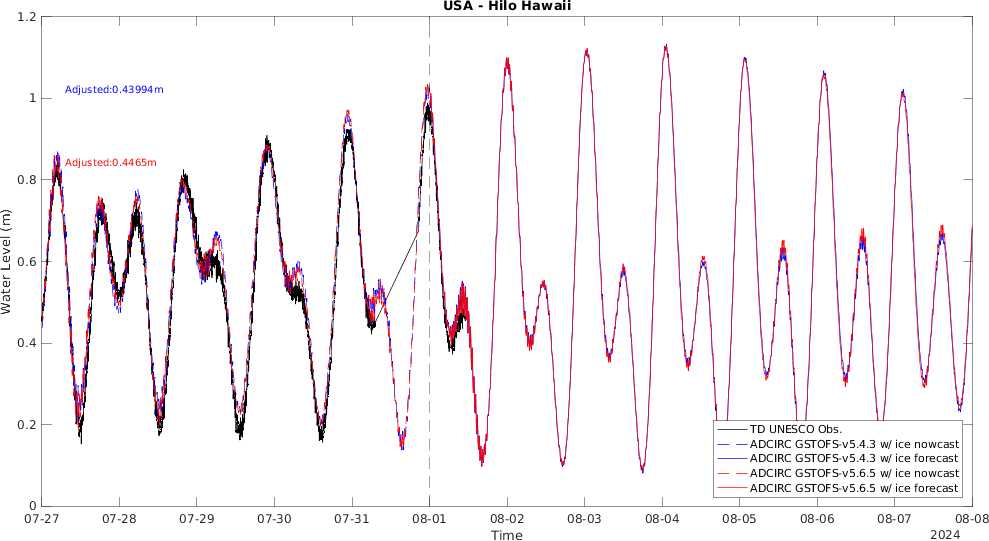 USA - Hilo Hawaii
1.2
1
0.8
0.6
0.4
0.2
0
Water Level (m)
Adjusted:0.43994m
Adjusted:0.4465m
TD UNESCO Obs.
ADCIRC GSTOFS-v5.4.3 w/ ice nowcast
ADCIRC GSTOFS-v5.4.3 w/ ice forecast
ADCIRC GSTOFS-v5.6.5 w/ ice nowcast
ADCIRC GSTOFS-v5.6.5 w/ ice forecast
07-27 07-28 07-29 07-30 07-31 08-01 08-02 08-03 08-04 08-05 08-06 08-07 08-08
Time
2024